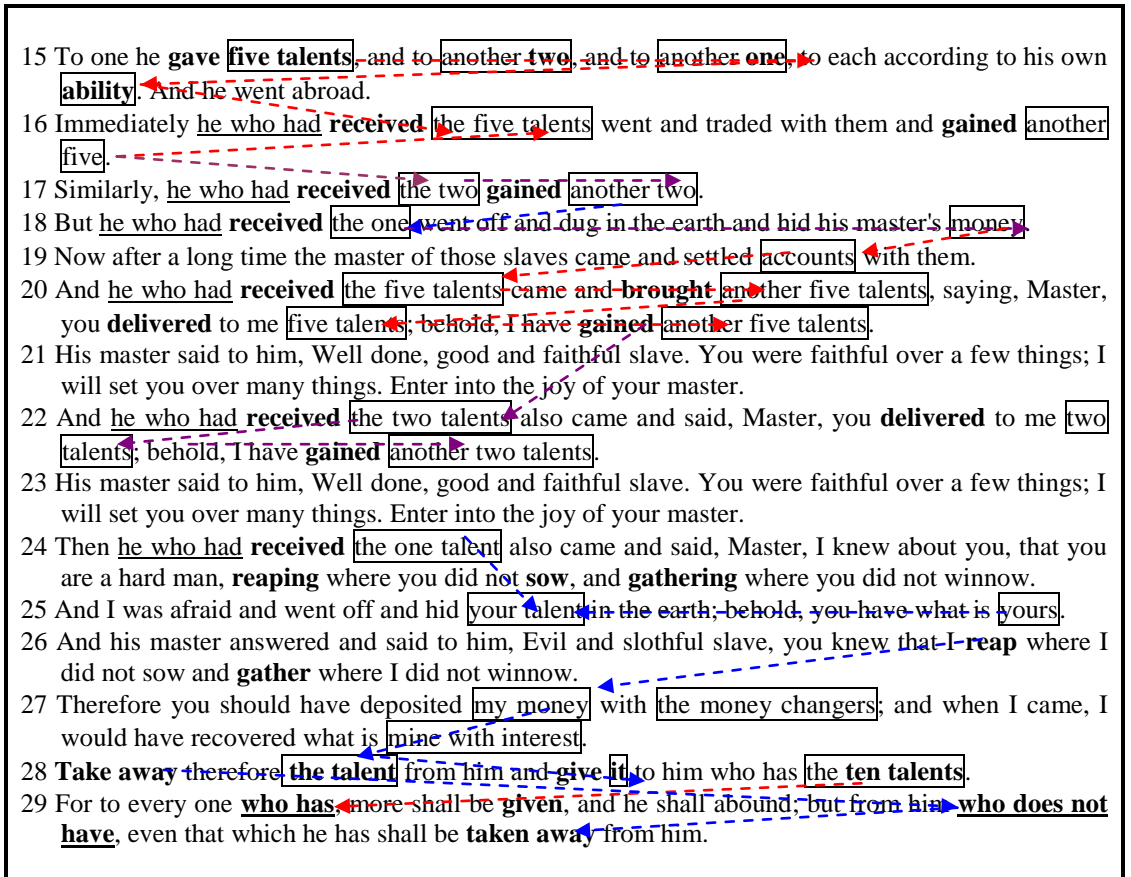 15 To one he gave five talents, and to another two, and to another one, to each according to his own
ability. And he went abroad.
16 Immediately he who had received the five talents went and traded with them and gained another
five.
17 Similarly, he who had received the two gained another two.
18 But he who had received the one went off and dug in the earth and hid his master's money.
19 Now after a long time the master of those slaves came and settled accounts with them.
20 And he who had received the five talents came and brought another five talents, saying, Master,
you delivered to me five talents; behold, I have gained another five talents.
21 His master said to him, Well done, good and faithful slave. You were faithful over a few things; I
will set you over many things. Enter into the joy of your master.
22 And he who had received the two talents also came and said, Master, you delivered to me two
talents; behold, I have gained another two talents.
23 His master said to him, Well done, good and faithful slave. You were faithful over a few things; I
will set you over many things. Enter into the joy of your master.
24 Then he who had received the one talent also came and said, Master, I knew about you, that you
are a hard man, reaping where you did not sow, and gathering where you did not winnow.
25 And I was afraid and went off and hid your talent in the earth; behold, you have what is yours.
26 And his master answered and said to him, Evil and slothful slave, you knew that I reap where I
did not sow and gather where I did not winnow.
27 Therefore you should have deposited my money with the money changers; and when I came, I
would have recovered what is mine with interest.
28 Take away therefore the talent from him and give it to him who has the ten talents.
29 For to every one who has, more shall be given, and he shall abound; but from him who does not
have, even that which he has shall be taken away from him.